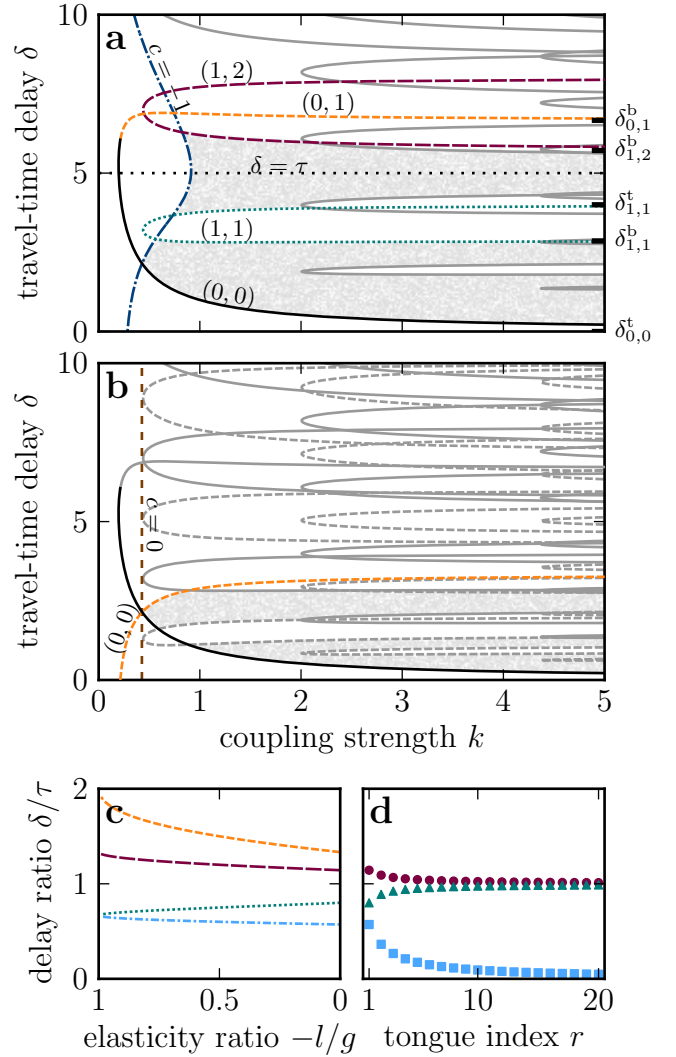 10
a
(1, 2)
c = −1
(0, 1)
δ^b_{0,1}
δ^b_{1,2}
5
δ = τ
δ^t_{1,1}
(1, 1)
δ^b_{1,1}
(0, 0)
0
δ^t_{0,0}
travel-time delay δ
10
b
c = 0
5
(0, 0)
0
travel-time delay δ
0 1 2 3 4 5
coupling strength k
2
c
d
1
0
delay ratio δ/τ
1 0.5 0
1 10 20
elasticity ratio −l/g
tongue index r